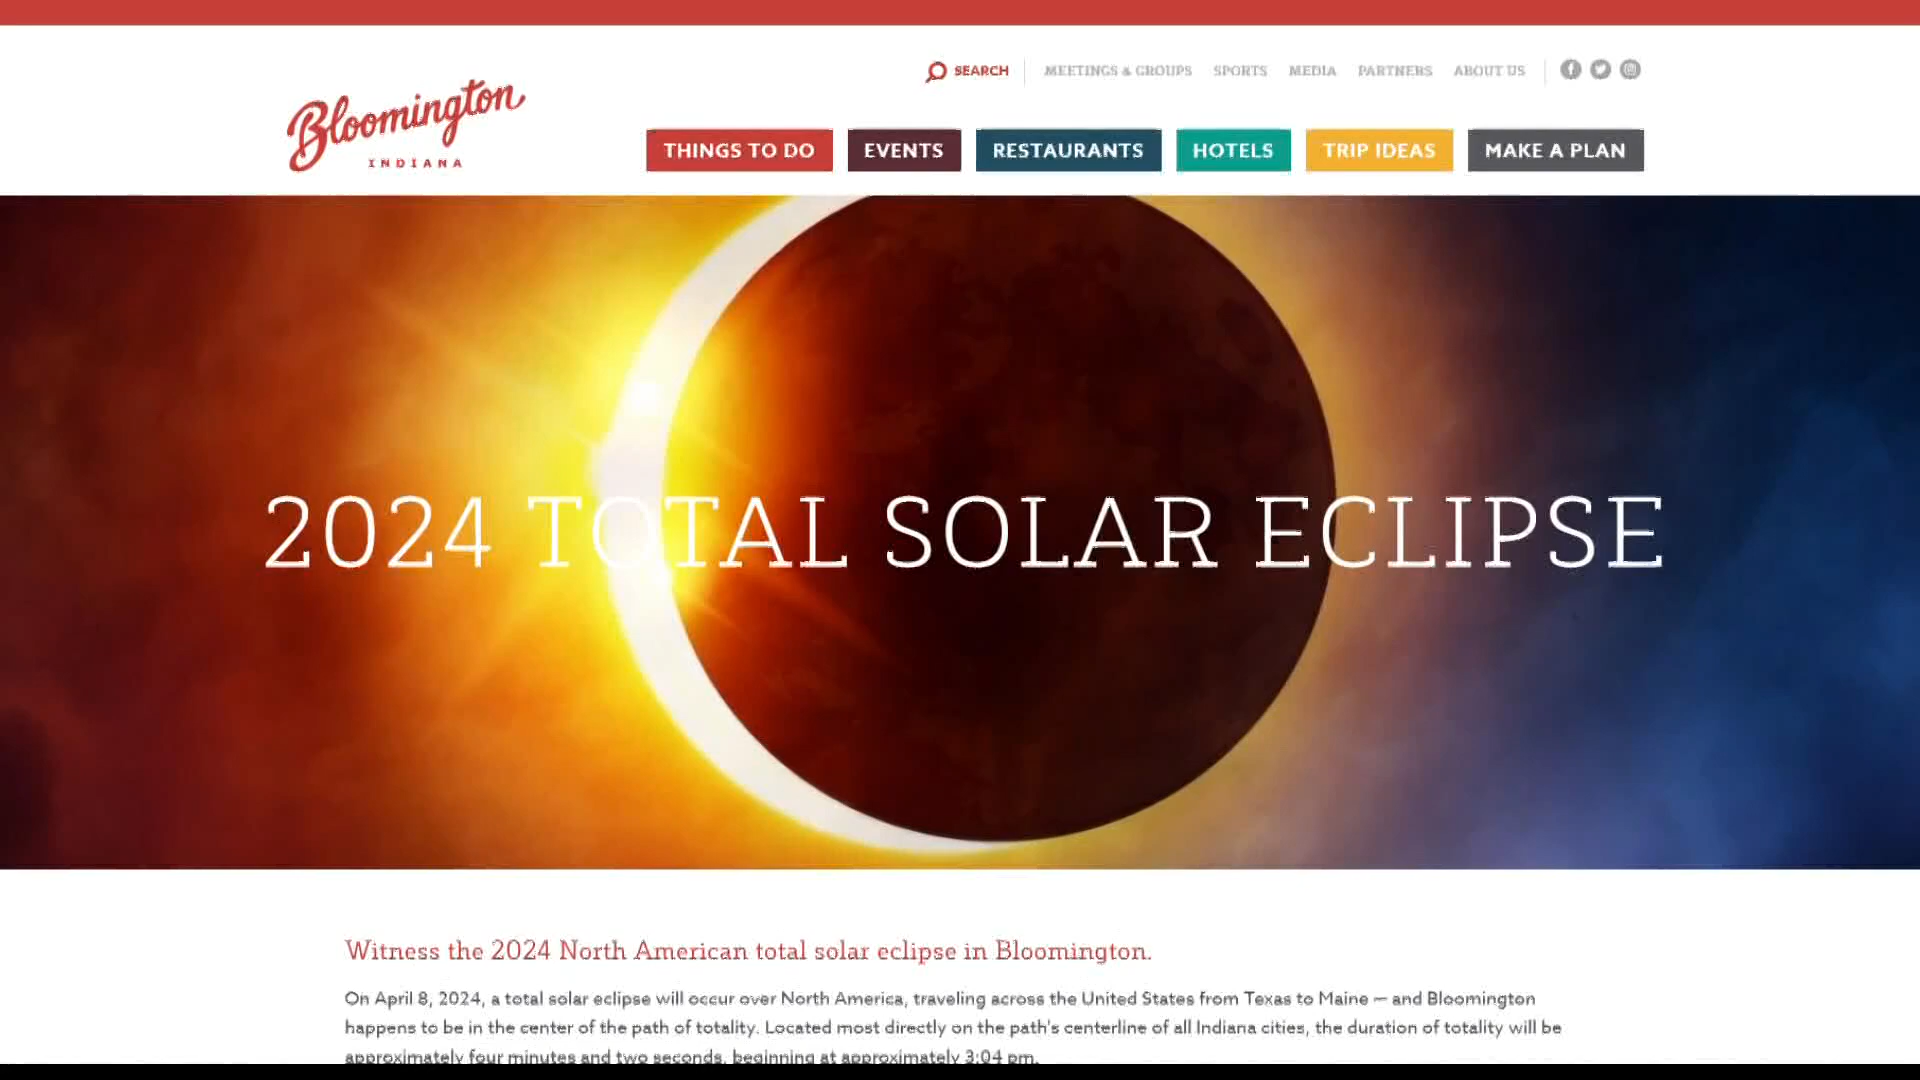 SEARCH MEETINGS & GROUPS SPORTS MEDIA PARTNERS ABOUT US
Bloomington
INDIANA
THINGS TO DO EVENTS RESTAURANTS HOTELS TRIP IDEAS MAKE A PLAN
2024 TOTAL SOLAR ECLIPSE
Witness the 2024 North American total solar eclipse in Bloomington.
On April 8, 2024, a total solar eclipse will occur over North America, traveling across the United States from Texas to Maine — and Bloomington
happens to be in the center of the path of totality. Located most directly on the path's centerline of all Indiana cities, the duration of totality will be
approximately four minutes and two seconds, beginning at approximately 3:04 pm.